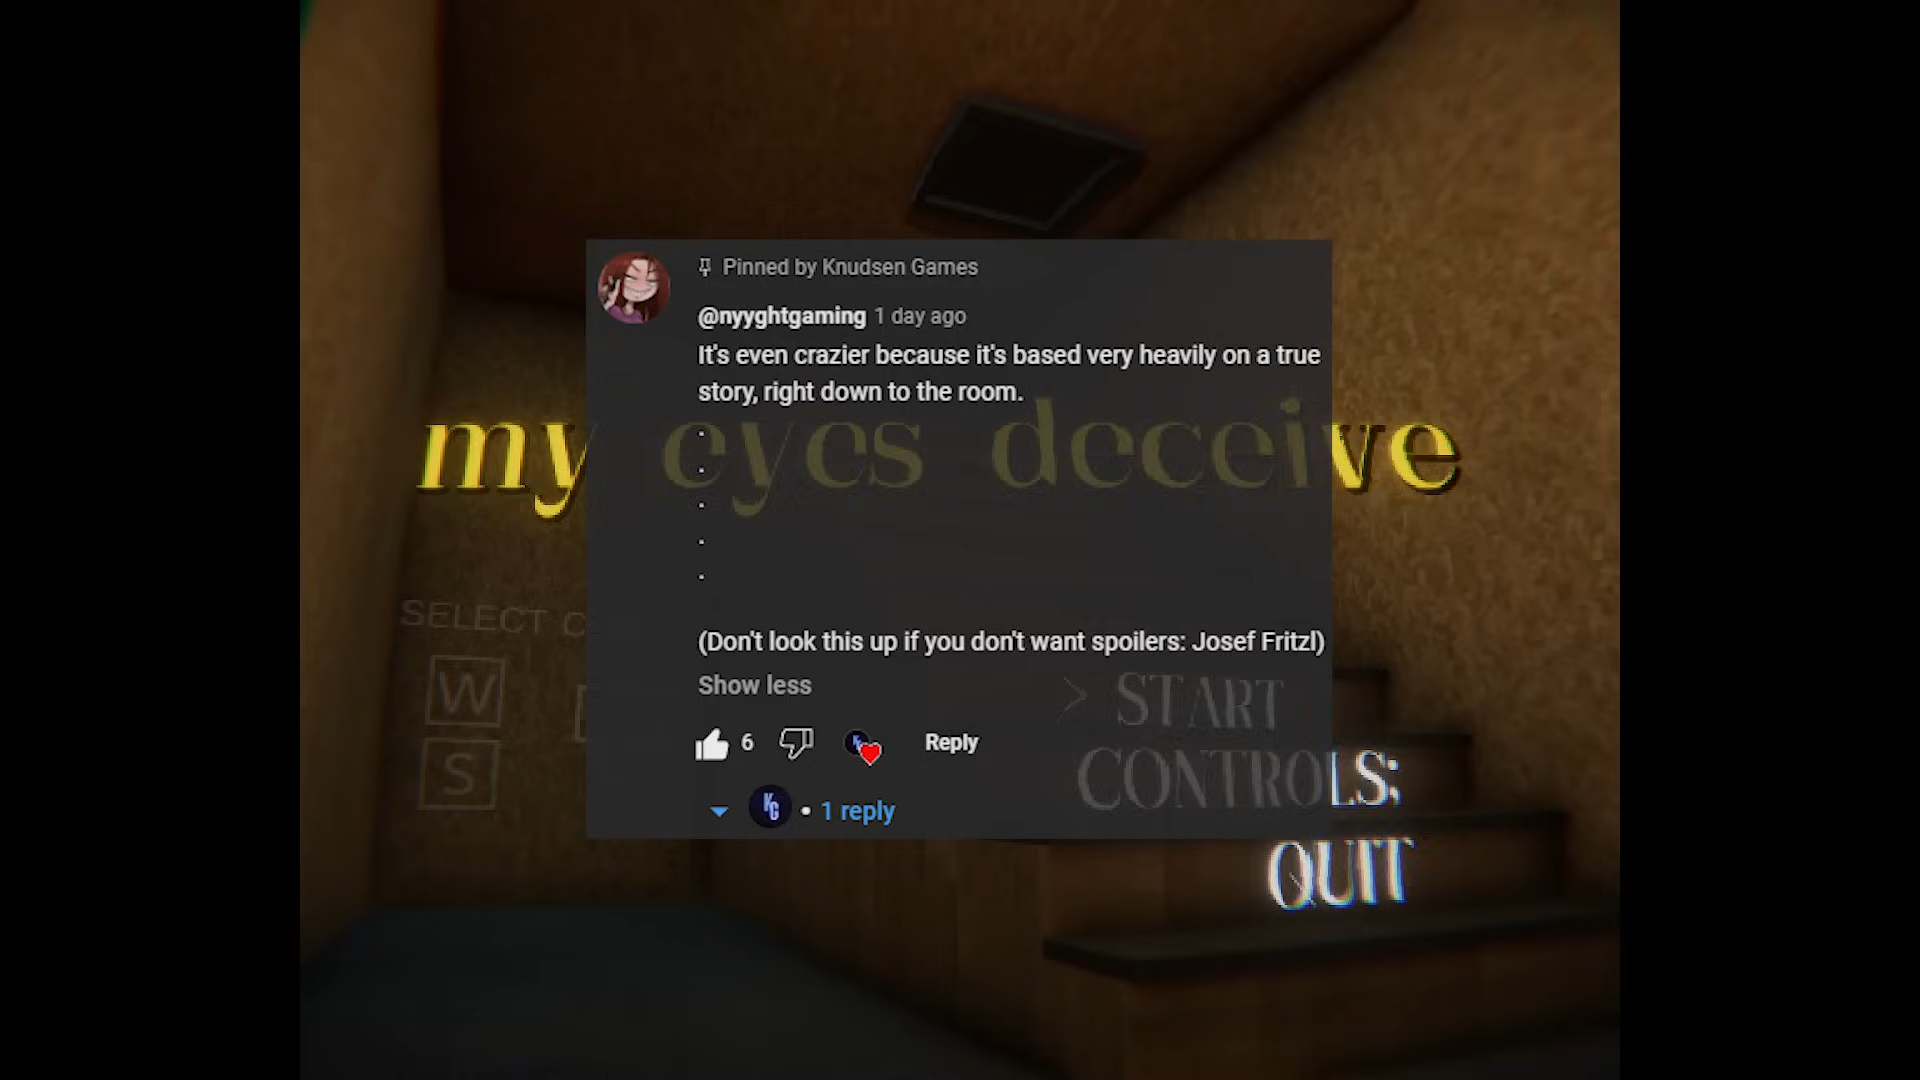 Pinned by Knudsen Games
@nyyghtgaming 1 day ago
It's even crazier because it's based very heavily on a true
story, right down to the room.
my eyes deceive
.
.
.
.
.
SELECT C
(Don't look this up if you don't want spoilers: Josef Fritzl)
Show less
W
> START
6
Reply
S
CONTROLS;
KG • 1 reply
QUIT